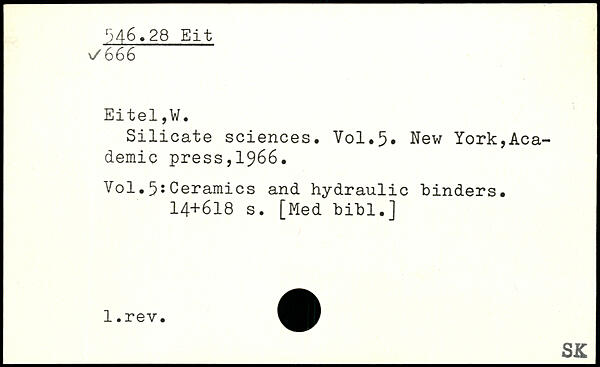 546.28 Eit
✓666
Eitel,W.
Silicate sciences. Vol.5. New York,Aca-
demic press,1966.
Vol.5:Ceramics and hydraulic binders.
14+618 s. [Med bibl.]
1.rev.
SK